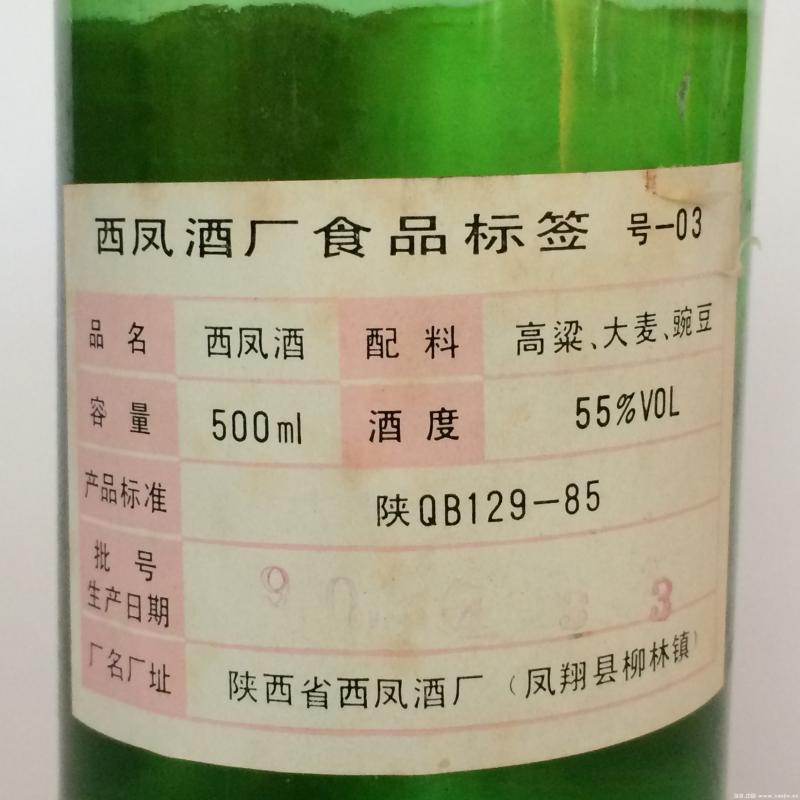 西凤酒厂食品标签 号-03
品名 西凤酒 配料 高粱、大麦、豌豆
容量 500ml 酒度 55%VOL
产品标准 陕QB129-85
批号
生产日期 9 3
厂名厂址 陕西省西凤酒厂（凤翔县柳林镇）